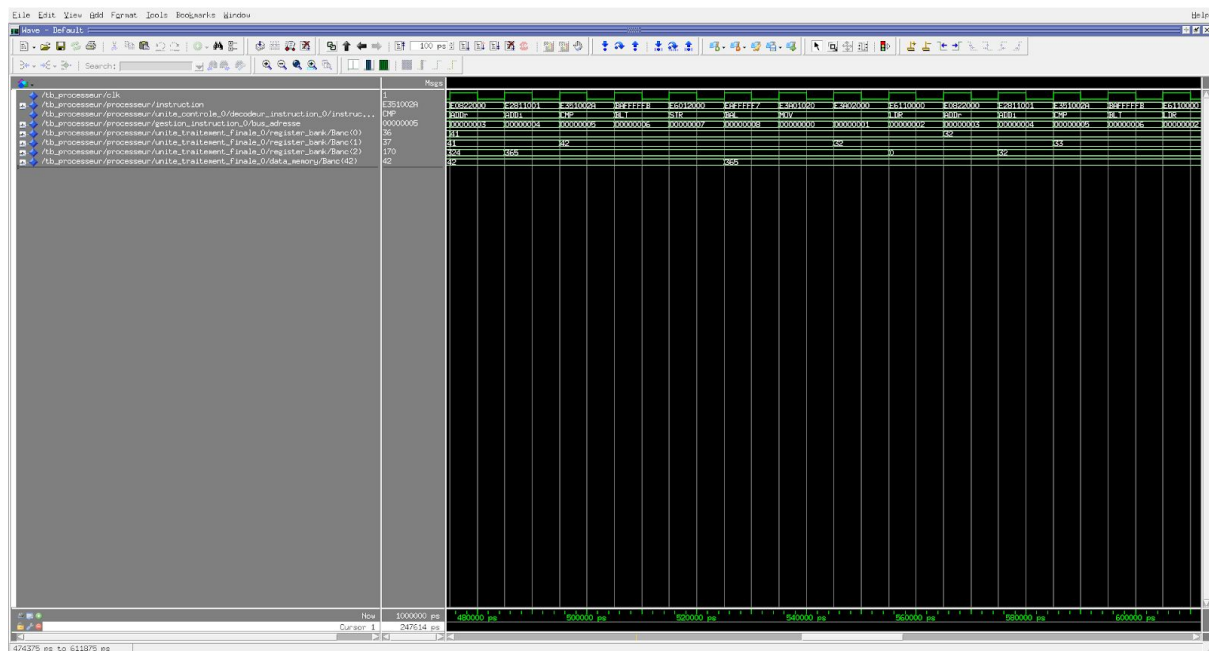 File Edit View Add Format Tools Bookmarks Window Help
Wave - Default
100 ps
Search:
Msgs
/tb_processeur/clk 1
/tb_processeur/processeur/instruction E351002A E0822000 E2811001 E351002A BAFFFFFB E6012000 EAFFFFF7 E3A01020 E3A02000 E6110000 E0822000 E2811001 E351002A BAFFFFFB E6110000
/tb_processeur/processeur/unite_controle_0/decodeur_instruction_0/instruc... CMP ADDr ADDi CMP BLT STR BAL MOV LDR ADDr ADDi CMP BLT LDR
/tb_processeur/processeur/gestion_instruction_0/bus_adresse 00000005 00000003 00000004 00000005 00000006 00000007 00000008 00000000 00000001 00000002 00000003 00000004 00000005 00000006 00000002
/tb_processeur/processeur/unite_traitement_finale_0/register_bank/Banc(0) 36 41 32
/tb_processeur/processeur/unite_traitement_finale_0/register_bank/Banc(1) 37 41 42 32 33
/tb_processeur/processeur/unite_traitement_finale_0/register_bank/Banc(2) 170 324 365 0 32
/tb_processeur/processeur/unite_traitement_finale_0/data_memory/Banc(42) 42 42 365
Now 1000000 ps 480000 ps 500000 ps 520000 ps 540000 ps 560000 ps 580000 ps 600000 ps
Cursor 1 247614 ps
474375 ps to 611875 ps